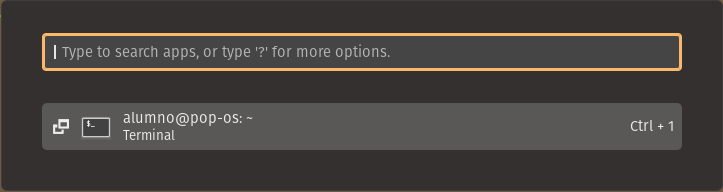 Type to search apps, or type '?' for more options.
$_
alumno@pop-os: ~
Terminal
Ctrl + 1